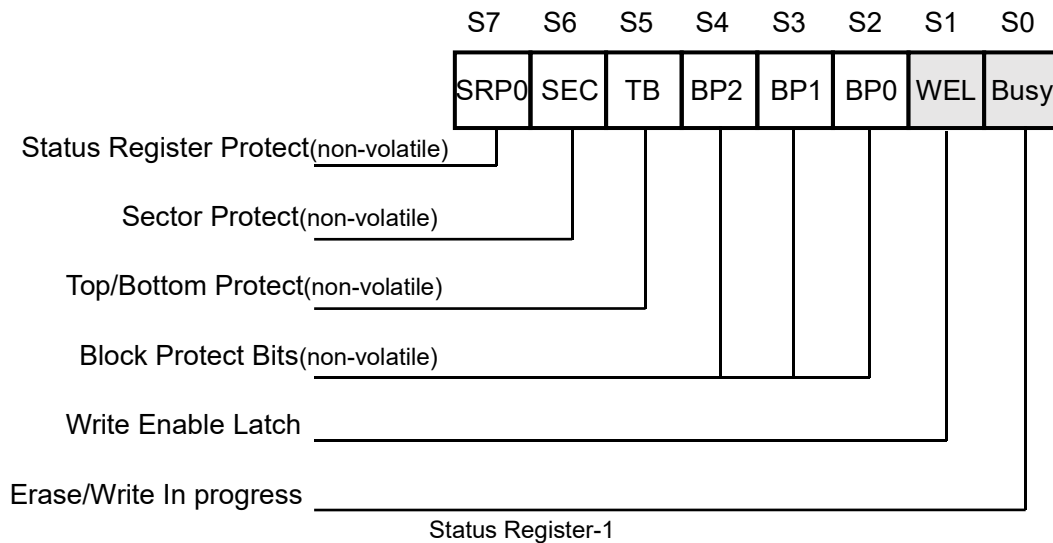 S7 S6 S5 S4 S3 S2 S1 S0
SRP0 SEC TB BP2 BP1 BP0 WEL Busy
Status Register Protect(non-volatile)
Sector Protect(non-volatile)
Top/Bottom Protect(non-volatile)
Block Protect Bits(non-volatile)
Write Enable Latch
Erase/Write In progress
Status Register-1